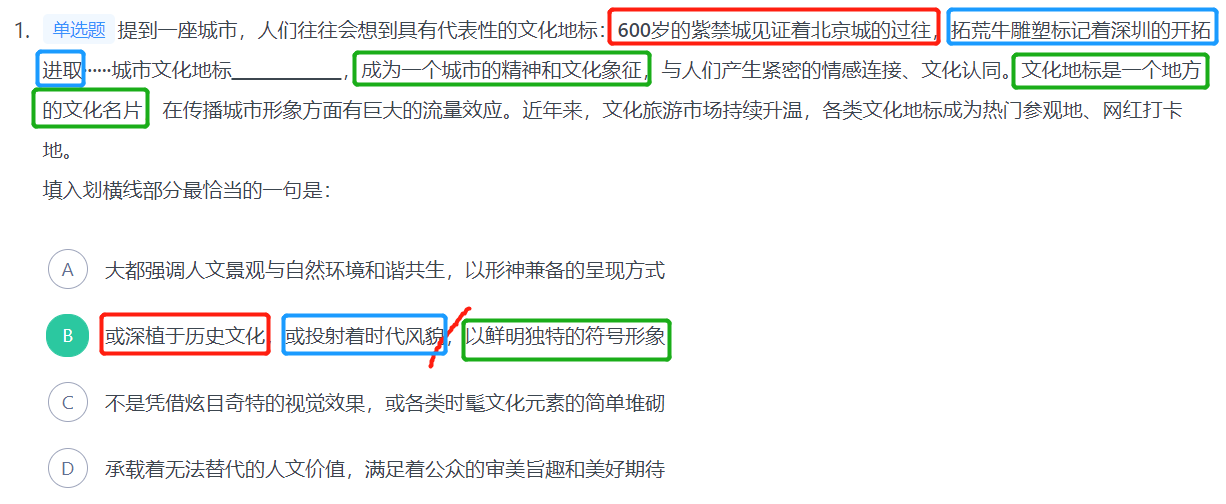 1. 单选题 提到一座城市，人们往往会想到具有代表性的文化地标：600岁的紫禁城见证着北京城的过往，拓荒牛雕塑标记着深圳的开拓
进取……城市文化地标___________，成为一个城市的精神和文化象征，与人们产生紧密的情感连接、文化认同。文化地标是一个地方
的文化名片 在传播城市形象方面有巨大的流量效应。近年来，文化旅游市场持续升温，各类文化地标成为热门参观地、网红打卡
地。
填入划横线部分最恰当的一句是：
A 大都强调人文景观与自然环境和谐共生，以形神兼备的呈现方式
B 或深植于历史文化，或投射着时代风貌，以鲜明独特的符号形象
C 不是凭借炫目奇特的视觉效果，或各类时髦文化元素的简单堆砌
D 承载着无法替代的人文价值，满足着公众的审美旨趣和美好期待